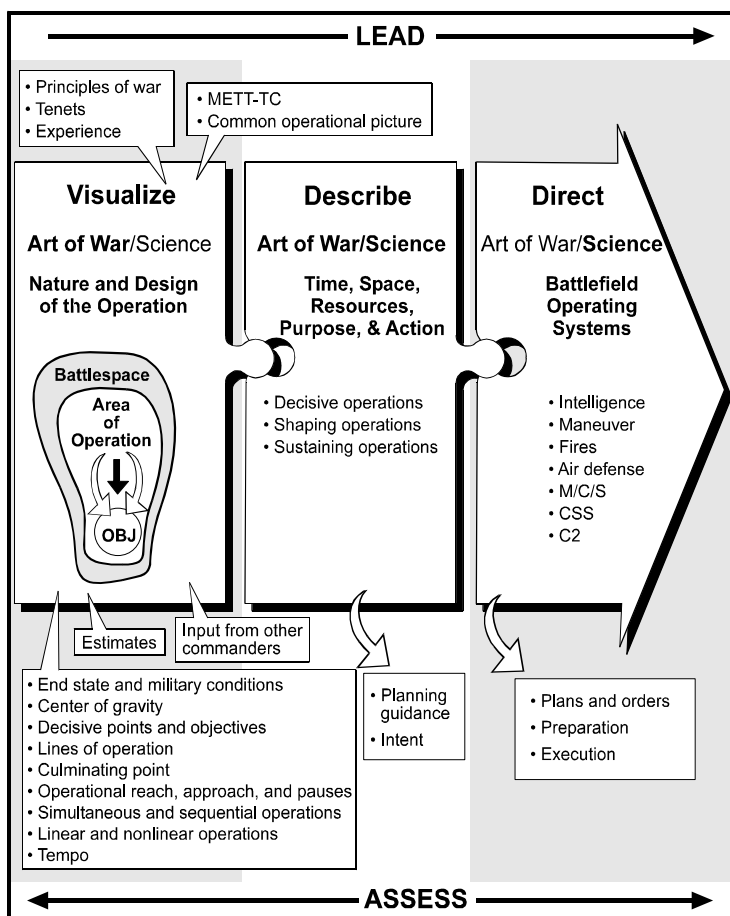 LEAD
• Principles of war
• Tenets
• Experience
• METT-TC
• Common operational picture
Visualize
Art of War/Science
Nature and Design
of the Operation
Battlespace
Area
of
Operation
OBJ
Describe
Art of War/Science
Time, Space,
Resources,
Purpose, & Action
• Decisive operations
• Shaping operations
• Sustaining operations
Direct
Art of War/Science
Battlefield
Operating
Systems
• Intelligence
• Maneuver
• Fires
• Air defense
• M/C/S
• CSS
• C2
Estimates
Input from other
commanders
• End state and military conditions
• Center of gravity
• Decisive points and objectives
• Lines of operation
• Culminating point
• Operational reach, approach, and pauses
• Simultaneous and sequential operations
• Linear and nonlinear operations
• Tempo
• Planning
guidance
• Intent
• Plans and orders
• Preparation
• Execution
ASSESS